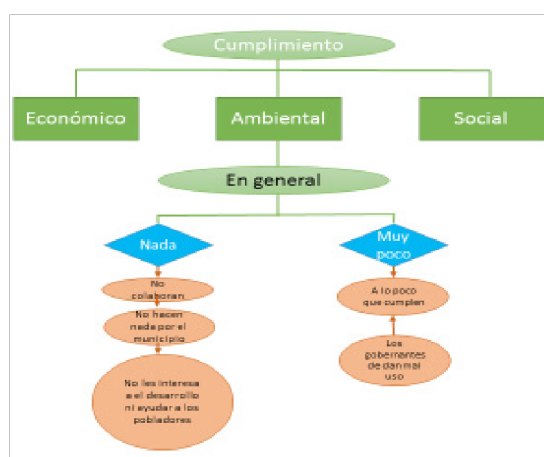 Cumplimiento
Económico
Ambiental
Social
En general
Nada
Muy
poco
No
colaboran
No hacen
nada por el
municipio
No les interesa
a el desarrollo
ni ayudar a los
pobladores
A lo poco
que cumplen
Los
gobernantes
de dan mal
uso